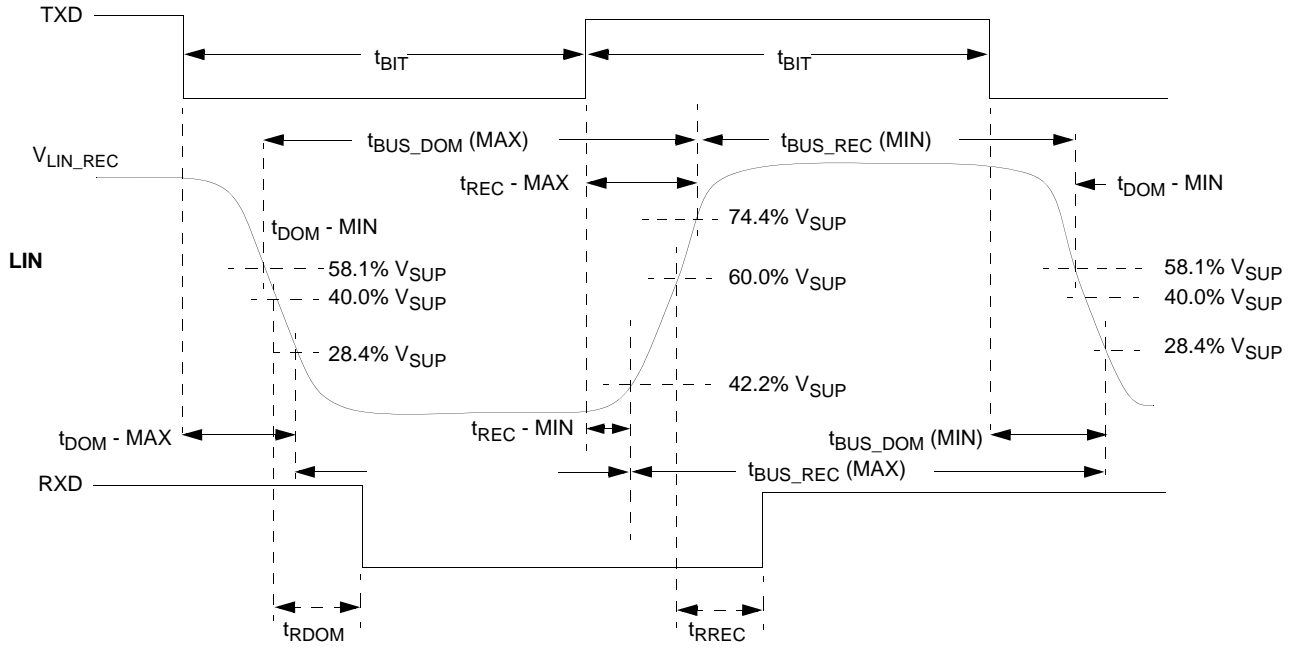 TXD
tBIT
tBIT
tBUS_DOM (MAX)
tBUS_REC (MIN)
VLIN_REC
tREC - MAX
tDOM - MIN
74.4% VSUP
tDOM - MIN
LIN
58.1% VSUP
60.0% VSUP
58.1% VSUP
40.0% VSUP
40.0% VSUP
28.4% VSUP
28.4% VSUP
42.2% VSUP
tDOM - MAX
tREC - MIN
tBUS_DOM (MIN)
tBUS_REC (MAX)
RXD
tRDOM
tRREC